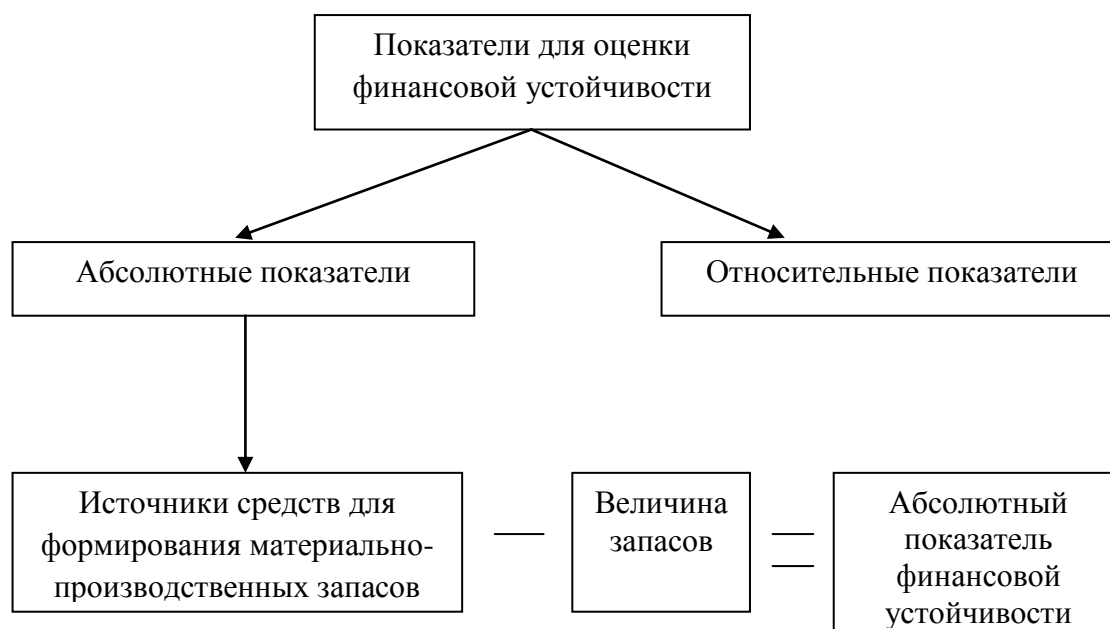 Показатели для оценки
финансовой устойчивости
Абсолютные показатели
Относительные показатели
Источники средств для
формирования материально-
производственных запасов
—
Величина
запасов
=
Абсолютный
показатель
финансовой
устойчивости